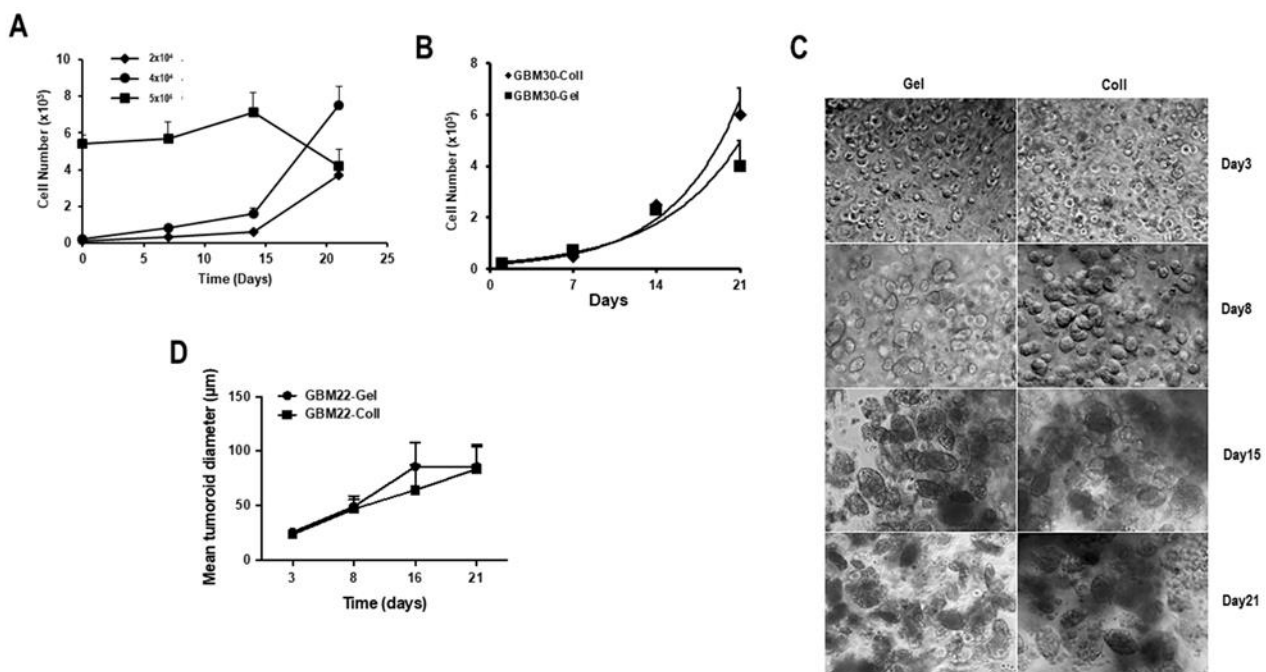 A
2x10⁴
4x10⁴
Cell Number (x10⁵)
10
8
6
4
2
0
0 5 10 15 20 25
Time (Days)
B
GBM30-Coll
GBM30-Gel
Cell Number (x10⁵)
8
6
4
2
0
0 7 14 21
Days
C
Gel Coll
Day3
Day8
Day15
Day21
D
GBM22-Gel
GBM22-Coll
Mean tumoroid diameter (µm)
150
100
50
0
3 8 16 21
Time (days)